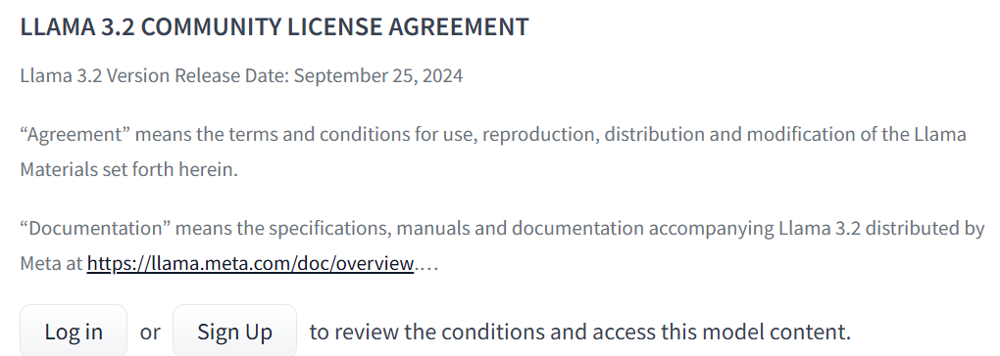 LLAMA 3.2 COMMUNITY LICENSE AGREEMENT
Llama 3.2 Version Release Date: September 25, 2024
“Agreement” means the terms and conditions for use, reproduction, distribution and modification of the Llama
Materials set forth herein.
“Documentation” means the specifications, manuals and documentation accompanying Llama 3.2 distributed by
Meta at https://llama.meta.com/doc/overview.…
Log in or Sign Up to review the conditions and access this model content.